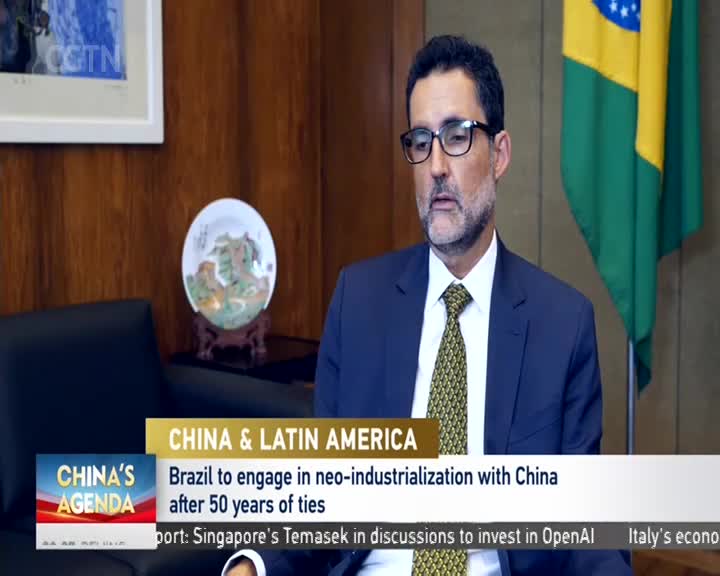 CGTN
CHINA & LATIN AMERICA
CHINA'S
AGENDA
Brazil to engage in neo-industrialization with China
after 50 years of ties
port: Singapore's Temasek in discussions to invest in OpenAI Italy's econo